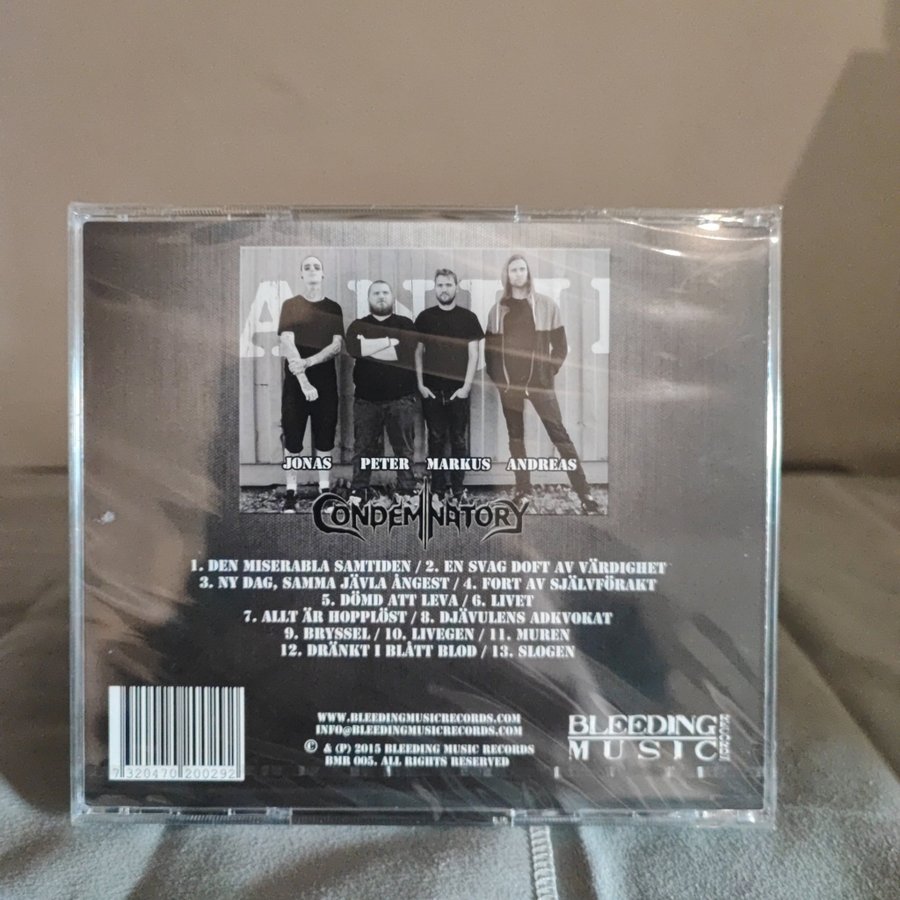 JONAS PETER MARKUS ANDREAS
CONDEMNATORY
1. DEN MISERABLA SAMTIDEN / 2. EN SVAG DOFT AV VÄRDIGHET
3. NY DAG, SAMMA JÄVLA ÅNGEST / 4. FORT AV SJÄLVFÖRAKT
5. DÖMD ATT LEVA / 6. LIVET
7. ALLT ÄR HOPPLÖST / 8. DJÄVULENS ADKVOKAT
9. BRYSSEL / 10. LIVEGEN / 11. MUREN
12. DRÄNKT I BLÅTT BLOD / 13. SLOGEN
7 320470 200292
WWW.BLEEDINGMUSICRECORDS.COM
INFO@BLEEDINGMUSICRECORDS.COM
© & (P) 2015 BLEEDING MUSIC RECORDS
BMR 005. ALL RIGHTS RESERVED
BLEEDING
MUSIC
RECORDS